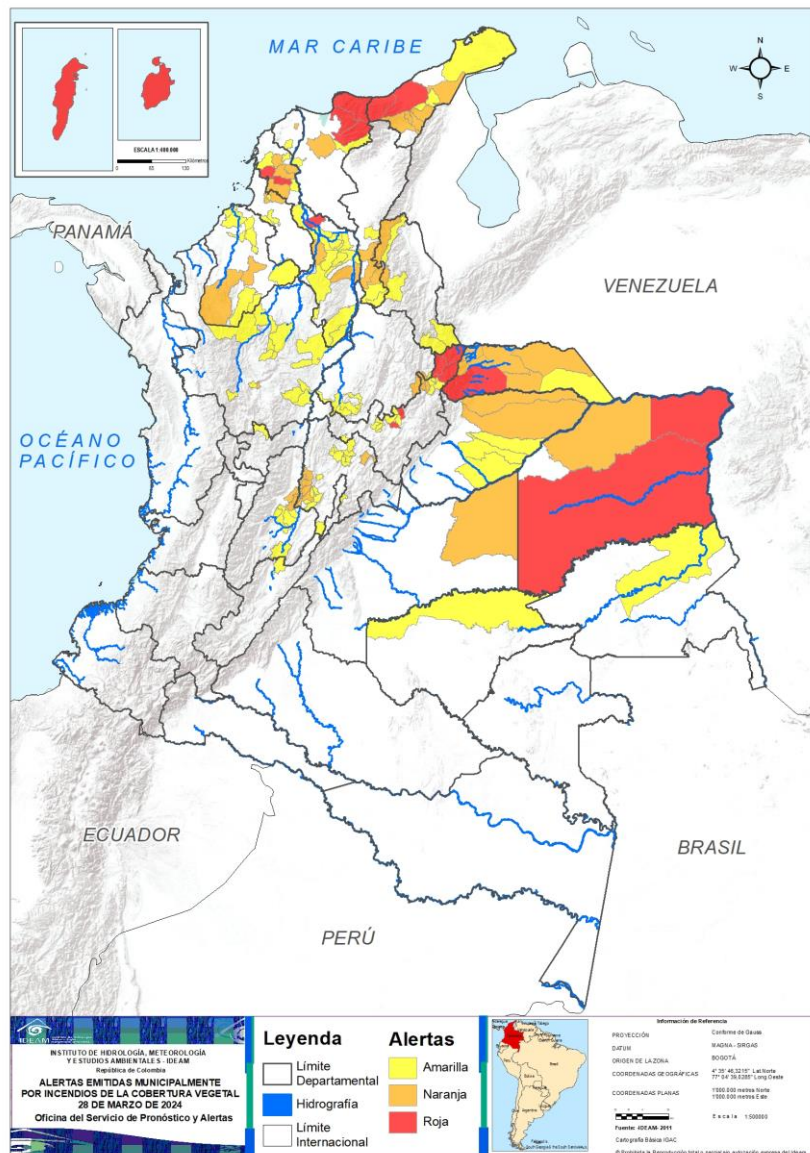 MAR CARIBE
N
W
E
S
ESCALA 1:400.000
PANAMÁ
VENEZUELA
OCÉANO
PACÍFICO
ECUADOR
BRASIL
PERÚ
IDEAM
INSTITUTO DE HIDROLOGÍA, METEOROLOGÍA
Y ESTUDIOS AMBIENTALES - IDEAM
República de Colombia
ALERTAS EMITIDAS MUNICIPALMENTE
POR INCENDIOS DE LA COBERTURA VEGETAL
28 DE MARZO DE 2024
Oficina del Servicio de Pronóstico y Alertas
Leyenda
Límite
Departamental
Hidrografía
Límite
Internacional
Alertas
Amarilla
Naranja
Roja
Información de Referencia
PROYECCIÓN Conforme de Gauss
DATUM MAGNA - SIRGAS
ORIGEN DE LA ZONA BOGOTÁ
COORDENADAS GEOGRÁFICAS
COORDENADAS PLANAS
Escala 1:500000
Fuente: IDEAM- 2011
Cartografía Básica IGAC